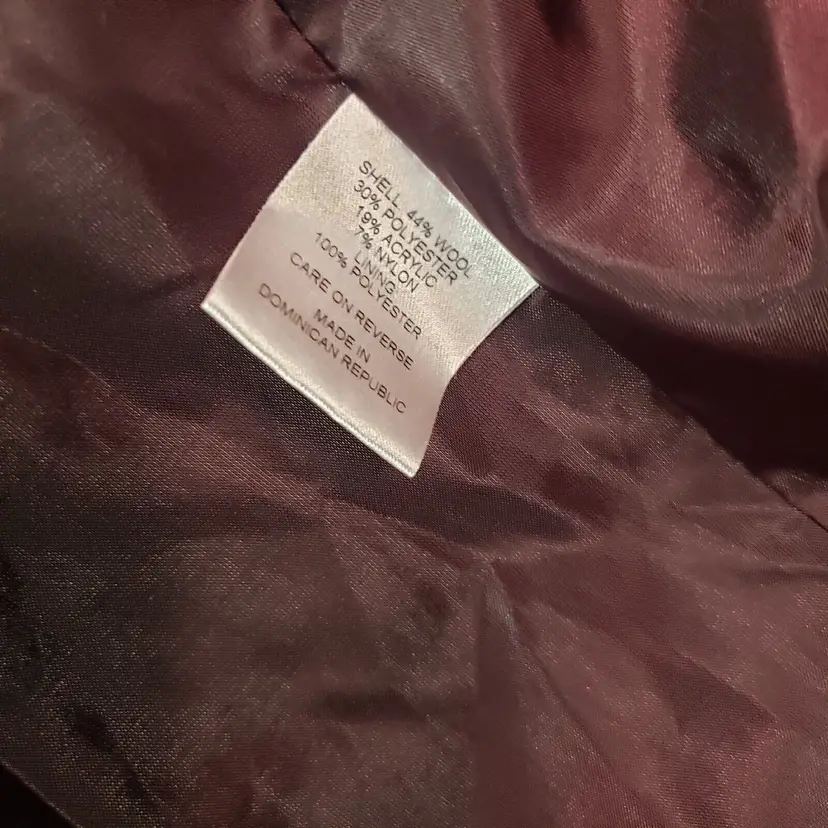 SHELL 44% WOOL
30% POLYESTER
19% ACRYLIC
7% NYLON
LINING
100% POLYESTER
CARE ON REVERSE
MADE IN
DOMINICAN REPUBLIC